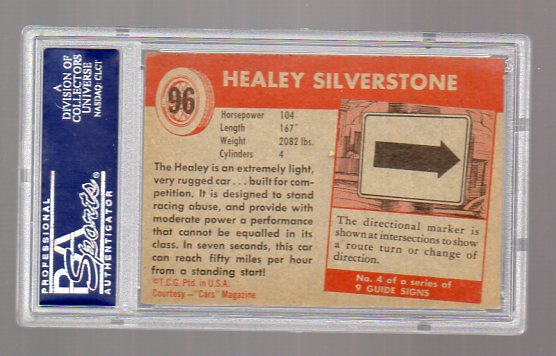 A
DIVISION OF
COLLECTORS
UNIVERSE
NASDAQ: CLCT
PROFESSIONAL
PSA
Sports
AUTHENTICATOR
96
HEALEY SILVERSTONE
Horsepower 104
Length 167"
Weight 2082 lbs.
Cylinders 4
The Healey is an extremely light,
very rugged car . . . built for com-
petition. It is designed to stand
racing abuse, and provide with
moderate power a performance
that cannot be equalled in its
class. In seven seconds, this car
can reach fifty miles per hour
from a standing start!
©T.C.G. Ptd. in U.S.A.
Courtesy — "Cars" Magazine
The directional marker is
shown at intersections to show
a route turn or change of
direction.
No. 4 of a series of
9 GUIDE SIGNS